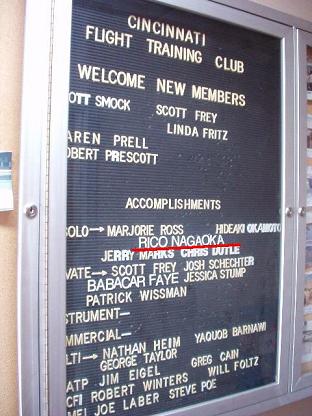 CINCINNATI
FLIGHT TRAINING CLUB
WELCOME NEW MEMBERS
OTT SMOCK SCOTT FREY
LINDA FRITZ
AREN PRELL
OBERT PRESCOTT
ACCOMPLISHMENTS
OLO→ MARJORIE ROSS HIDEAKI OKAMOTO
RICO NAGAOKA
JERRY MARKS CHRIS DOYLE
VATE→ SCOTT FREY JOSH SCHECHTER
BABACAR FAYE JESSICA STUMP
PATRICK WISSMAN
STRUMENT—
MMERCIAL—
LTI→ NATHAN HEIM YAQUOB BARNAWI
GEORGE TAYLOR GREG CAIN
ATP JIM EIGEL WILL FOLTZ
CFI ROBERT WINTERS
MEI JOE LABER STEVE POE